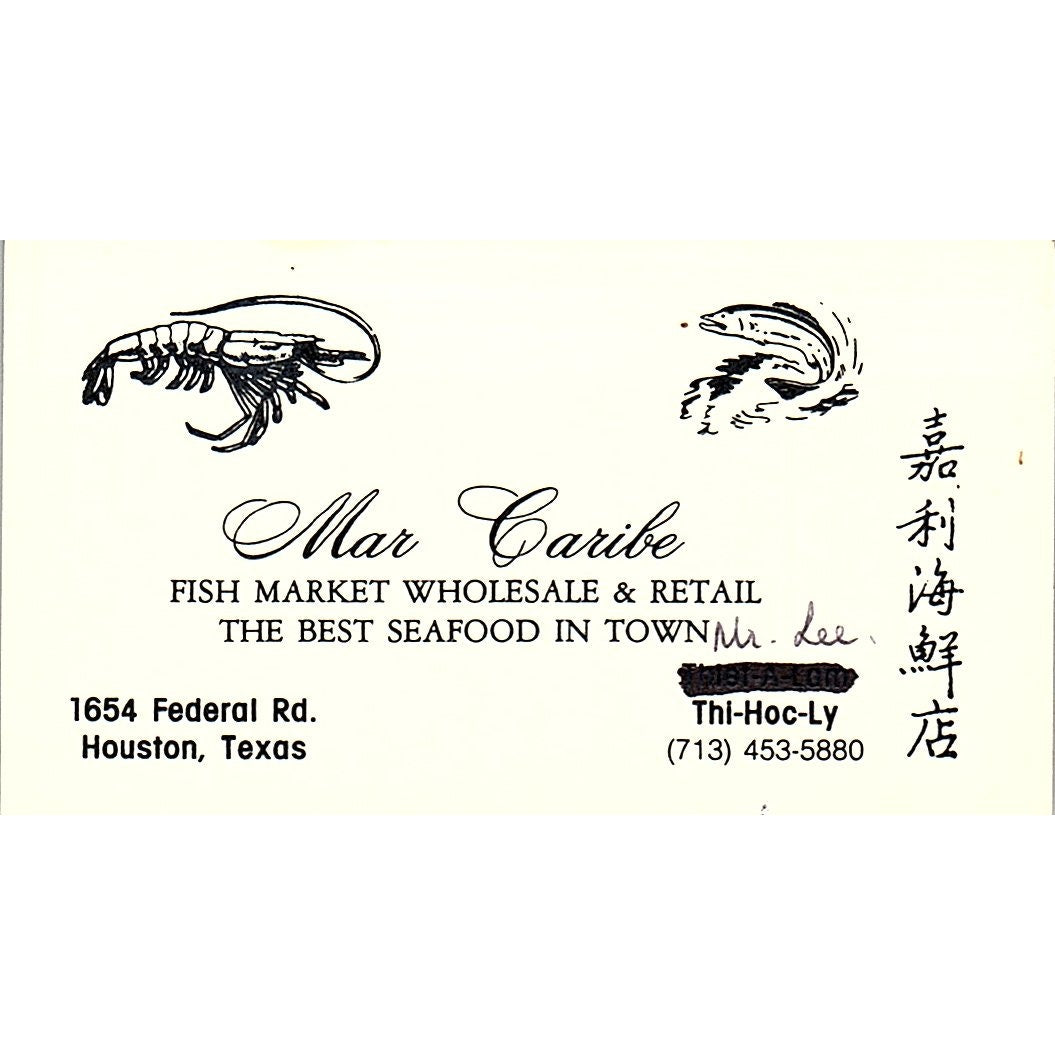 Mar Caribe
FISH MARKET WHOLESALE & RETAIL
THE BEST SEAFOOD IN TOWN
Mr. Lee.
1654 Federal Rd.
Houston, Texas
Thi-Hoc-Ly
(713) 453-5880
嘉利海鮮店